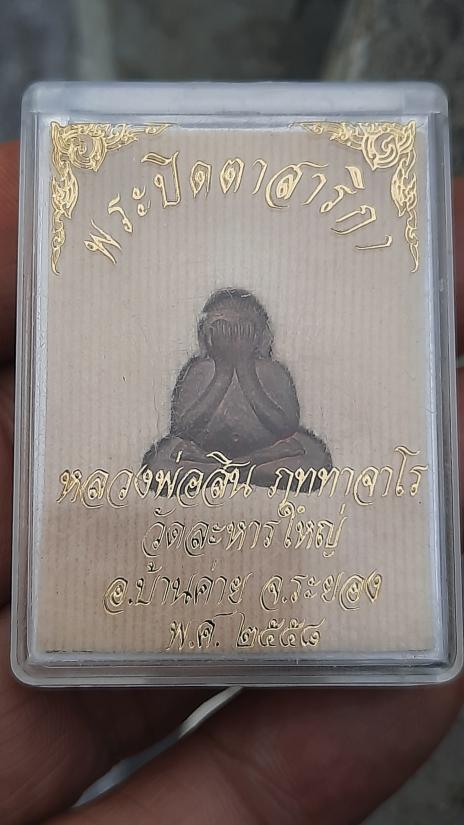 พระปิดตาสาริกา
หลวงพ่อสิน ภททาจาโร
วัดละหารใหญ่
อ.บ้านค่าย จ.ระยอง
พ.ศ. ๒๕๕๘